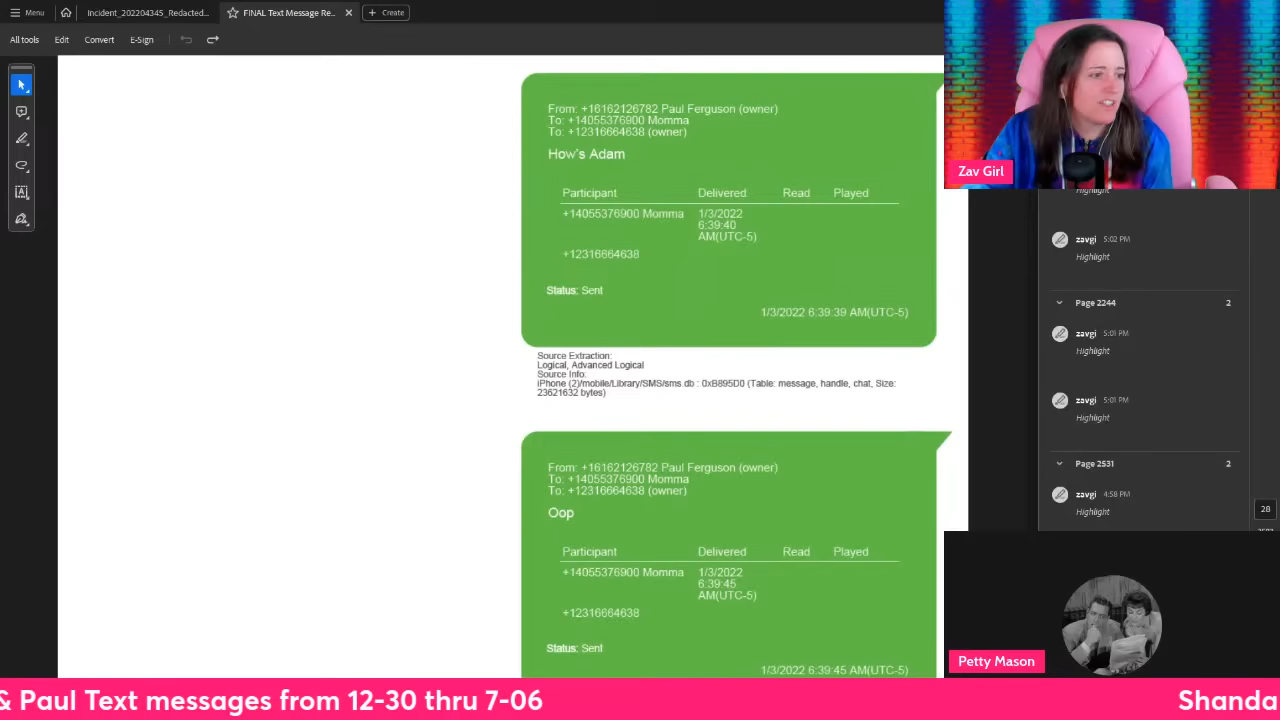 Menu
Incident_202204345_Redacted...
FINAL Text Message Re...
Create
All tools Edit Convert E-Sign
From: +16162126782 Paul Ferguson (owner)
To: +14055376900 Momma
To: +12316664638 (owner)
How's Adam
Participant Delivered Read Played
+14055376900 Momma 1/3/2022
6:39:40
AM(UTC-5)
+12316664638
Status: Sent
1/3/2022 6:39:39 AM(UTC-5)
Source Extraction:
Logical, Advanced Logical
Source Info:
iPhone (2)/mobile/Library/SMS/sms.db : 0xB895D0 (Table: message, handle, chat, Size:
23621632 bytes)
From: +16162126782 Paul Ferguson (owner)
To: +14055376900 Momma
To: +12316664638 (owner)
Oop
Participant Delivered Read Played
+14055376900 Momma 1/3/2022
6:39:45
AM(UTC-5)
+12316664638
Status: Sent
1/3/2022 6:39:45 AM(UTC-5)
Zav Girl
Highlight
zavgi 5:02 PM
Highlight
Page 2244 2
zavgi 5:01 PM
Highlight
zavgi 5:01 PM
Highlight
Page 2531 2
zavgi 4:58 PM
Highlight
28
Petty Mason
& Paul Text messages from 12-30 thru 7-06
Shanda